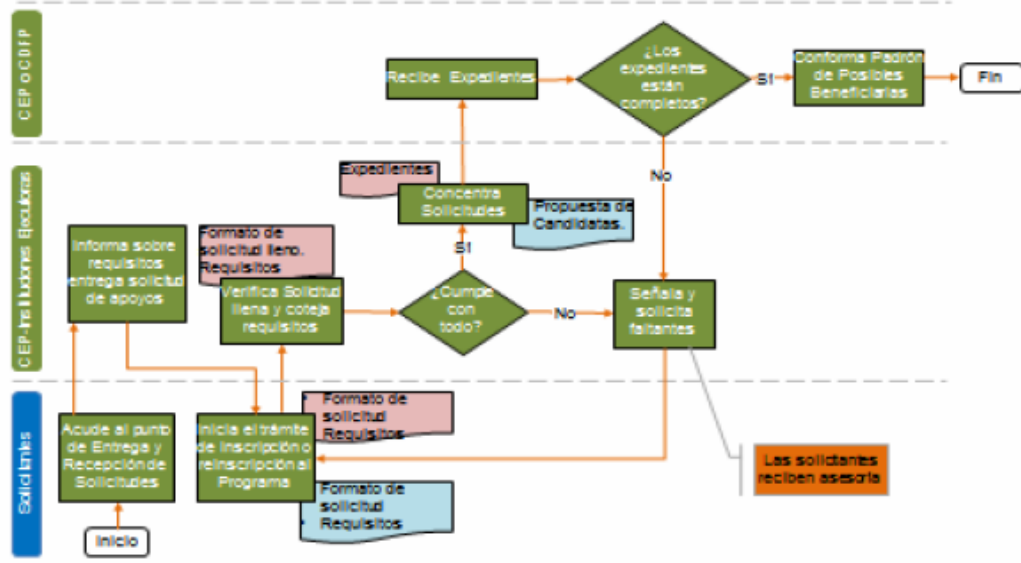 CEP o CDFP
Recibe Expedientes
¿Los
expedientes
están
completos?
Sí
Conforma Padrón
de Posibles
Beneficiarias
Fin
No
CEP-Instituciones Ejecutoras
Expedientes
Concentra
Solicitudes
Propuesta de
Candidatas.
Sí
Informa sobre
requisitos
entrega solicitud
de apoyos
Formato de
solicitud lleno.
Requisitos
Verifica Solicitud
llena y coteja
requisitos
¿Cumple
con
todo?
No
Señala y
solicita
faltantes
Solicitantes
Acude al punto
de Entrega y
Recepción de
Solicitudes
Inicia el trámite
de Inscripción o
reinscripción al
Programa
• Formato de
solicitud
• Requisitos
• Formato de
solicitud
• Requisitos
Las solicitantes
reciben asesoría
Inicio